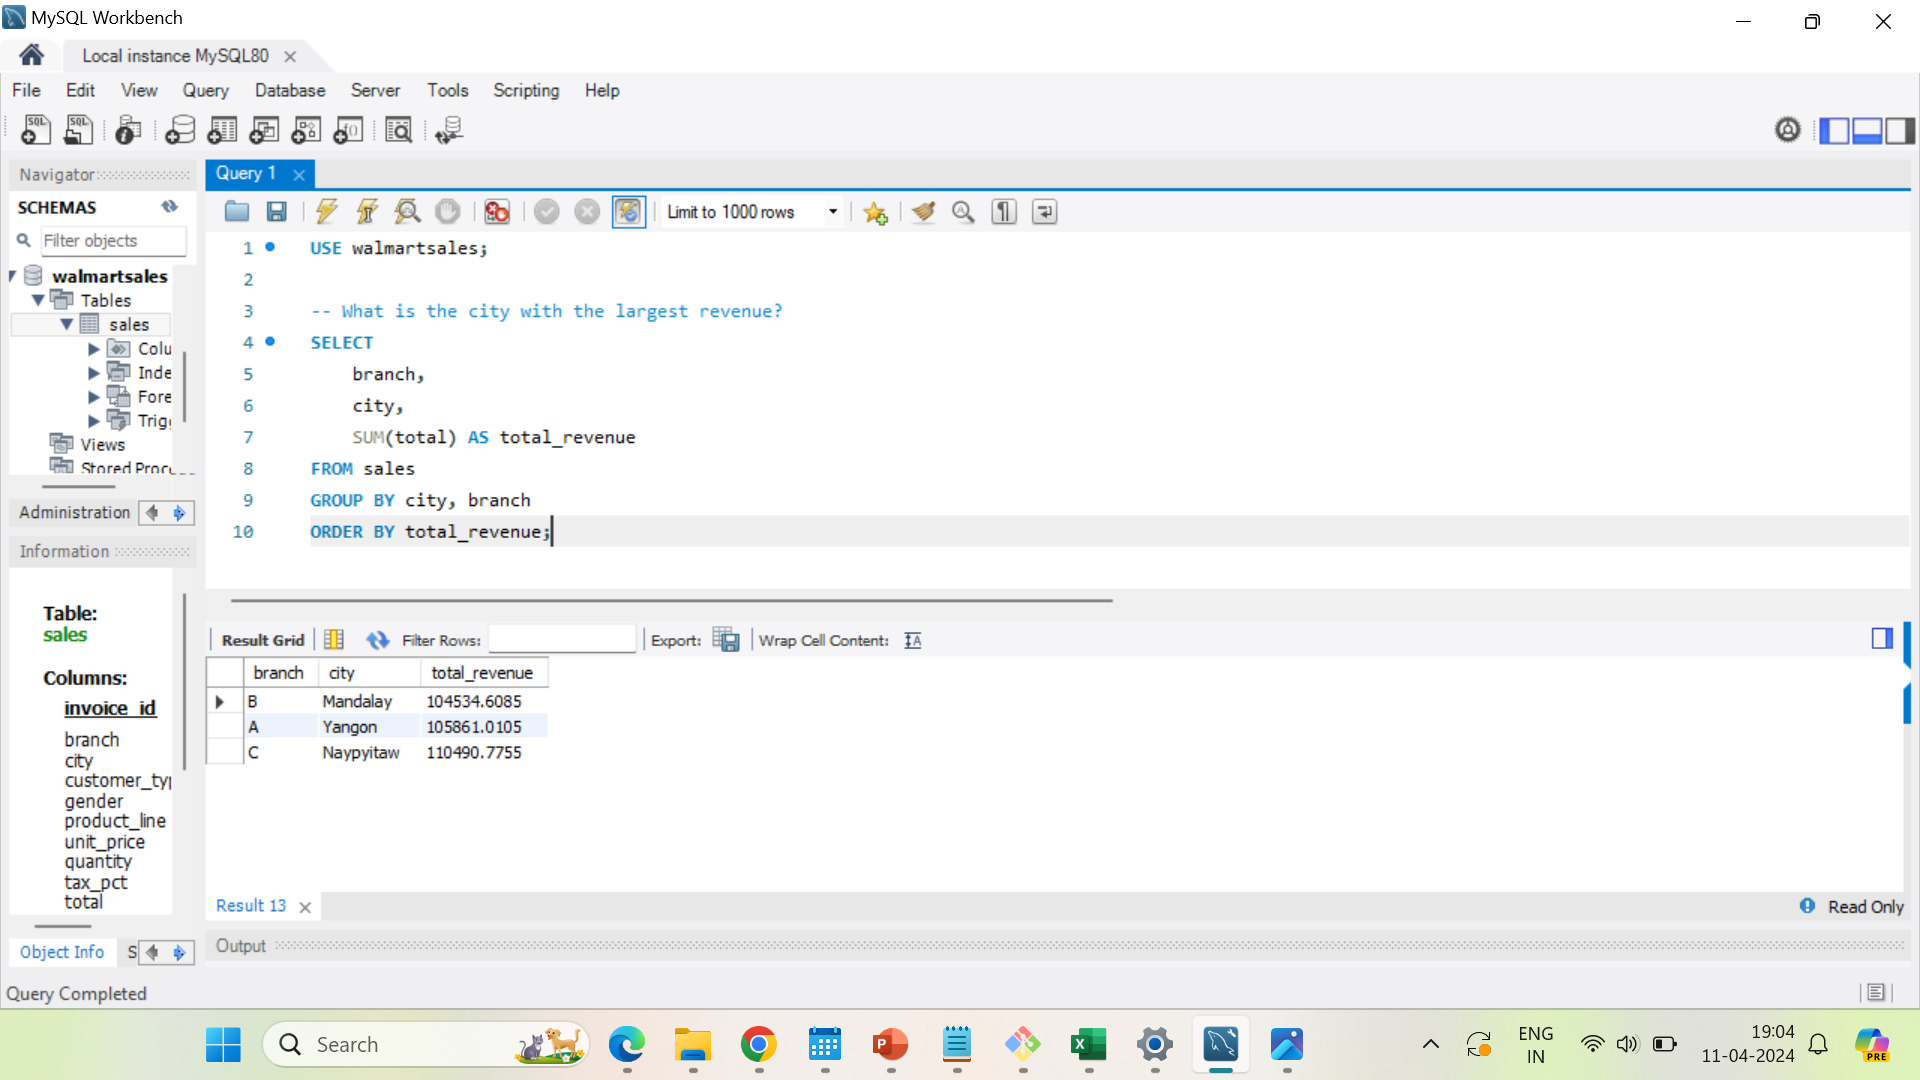 MySQL Workbench
Local instance MySQL80
File Edit View Query Database Server Tools Scripting Help
Navigator
SCHEMAS
Filter objects
walmartsales
Tables
sales
Colu
Inde
Fore
Trig
Views
Stored Proc
Administration
Information
Table:
sales
Columns:
invoice_id
branch
city
customer_typ
gender
product_line
unit_price
quantity
tax_pct
total
Object Info S
Query 1
Limit to 1000 rows
1 USE walmartsales;
2
3 -- What is the city with the largest revenue?
4 SELECT
5 branch,
6 city,
7 SUM(total) AS total_revenue
8 FROM sales
9 GROUP BY city, branch
10 ORDER BY total_revenue;
Result Grid Filter Rows: Export: Wrap Cell Content:
branch city total_revenue
B Mandalay 104534.6085
A Yangon 105861.0105
C Naypyitaw 110490.7755
Result 13 Read Only
Output
Query Completed
Search
ENG
IN
19:04
11-04-2024
PRE